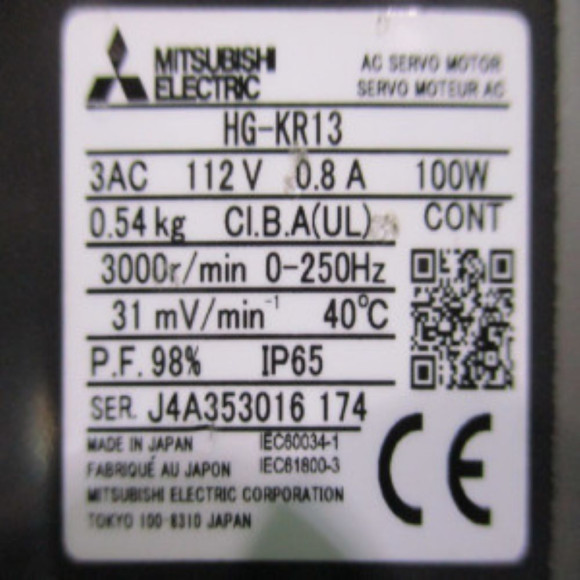 MITSUBISHI
ELECTRIC
AC SERVO MOTOR
SERVO MOTEUR AC
HG-KR13
3AC 112 V 0.8 A 100W
0.54 kg Cl.B.A(UL) CONT
3000r/min 0-250Hz
31 mV/min⁻¹ 40℃
P.F. 98% IP65
SER. J4A353016 174
MADE IN JAPAN IEC60034-1
FABRIQUÉ AU JAPON IEC61800-3
MITSUBISHI ELECTRIC CORPORATION
TOKYO 100-8310 JAPAN
CE